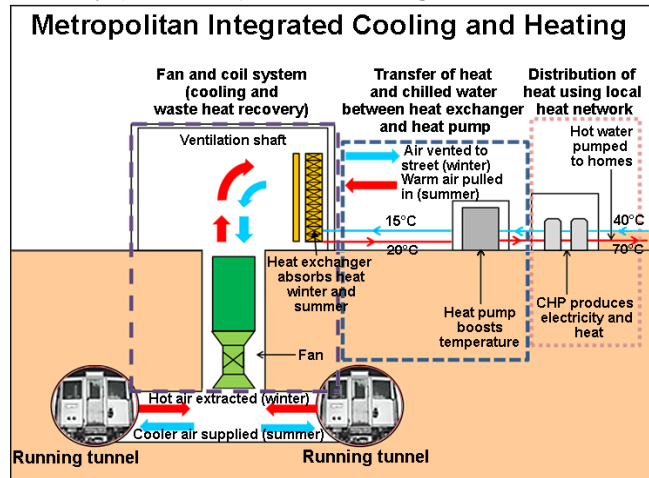 Metropolitan Integrated Cooling and Heating
Fan and coil system
(cooling and
waste heat recovery)
Transfer of heat
and chilled water
between heat exchanger
and heat pump
Distribution of
heat using local
heat network
Ventilation shaft
Air vented to
street (winter)
Warm air pulled
in (summer)
Hot water
pumped
to homes
15°C
20°C
40°C
70°C
Heat exchanger
absorbs heat
winter and
summer
Heat pump
boosts
temperature
CHP produces
electricity and
heat
Fan
Hot air extracted (winter)
Cooler air supplied (summer)
Running tunnel
Running tunnel